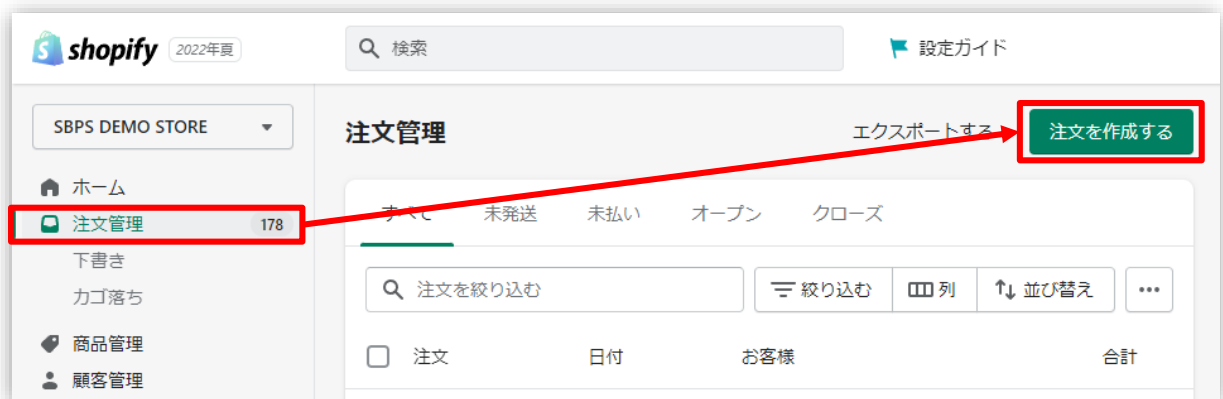 shopify 2022年夏
検索
設定ガイド
SBPS DEMO STORE
注文管理
エクスポートする
注文を作成する
ホーム
注文管理 178
下書き
カゴ落ち
商品管理
顧客管理
すべて 未発送 未払い オープン クローズ
注文を絞り込む
絞り込む 列 並び替え
注文 日付 お客様 合計